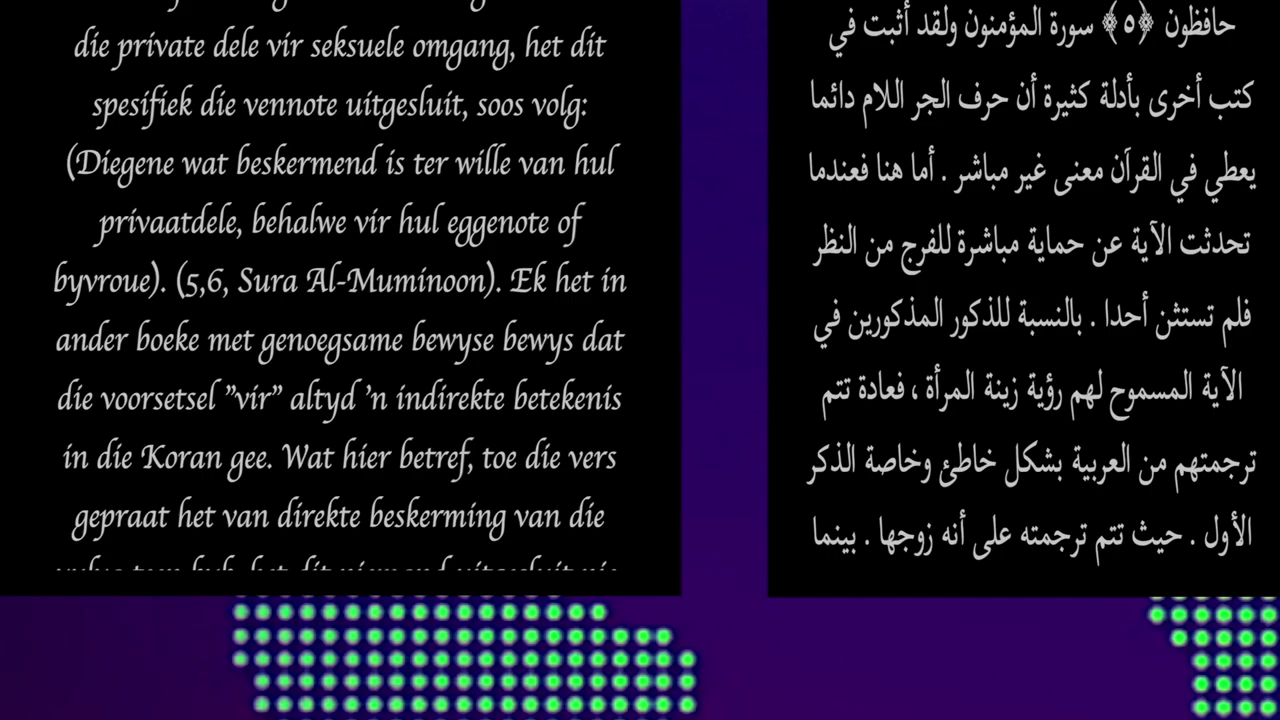 die private dele vir seksuele omgang, het dit
spesifiek die vennote uitgesluit, soos volg:
(Diegene wat beskermend is ter wille van hul
privaatdele, behalwe vir hul eggenote of
byvroue). (5,6, Sura Al-Muminoon). Ek het in
ander boeke met genoegsame bewyse bewys dat
die voorsetsel "vir" altyd 'n indirekte betekenis
in die Koran gee. Wat hier betref, toe die vers
gepraat het van direkte beskerming van die
حافظون ﴿٥﴾ سورة المؤمنون ولقد أثبت في
كتب أخرى بأدلة كثيرة أن حرف الجر اللام دائما
يعطي في القرآن معنى غير مباشر . أما هنا فعندما
تحدثت الآية عن حماية مباشرة للفرج من النظر
فلم تستثن أحدا . بالنسبة للذكور المذكورين في
الآية المسموح لهم رؤية زينة المرأة ، فعادة تتم
ترجمتهم من العربية بشكل خاطئ وخاصة الذكر
الأول . حيث تتم ترجمته على أنه زوجها . بينما